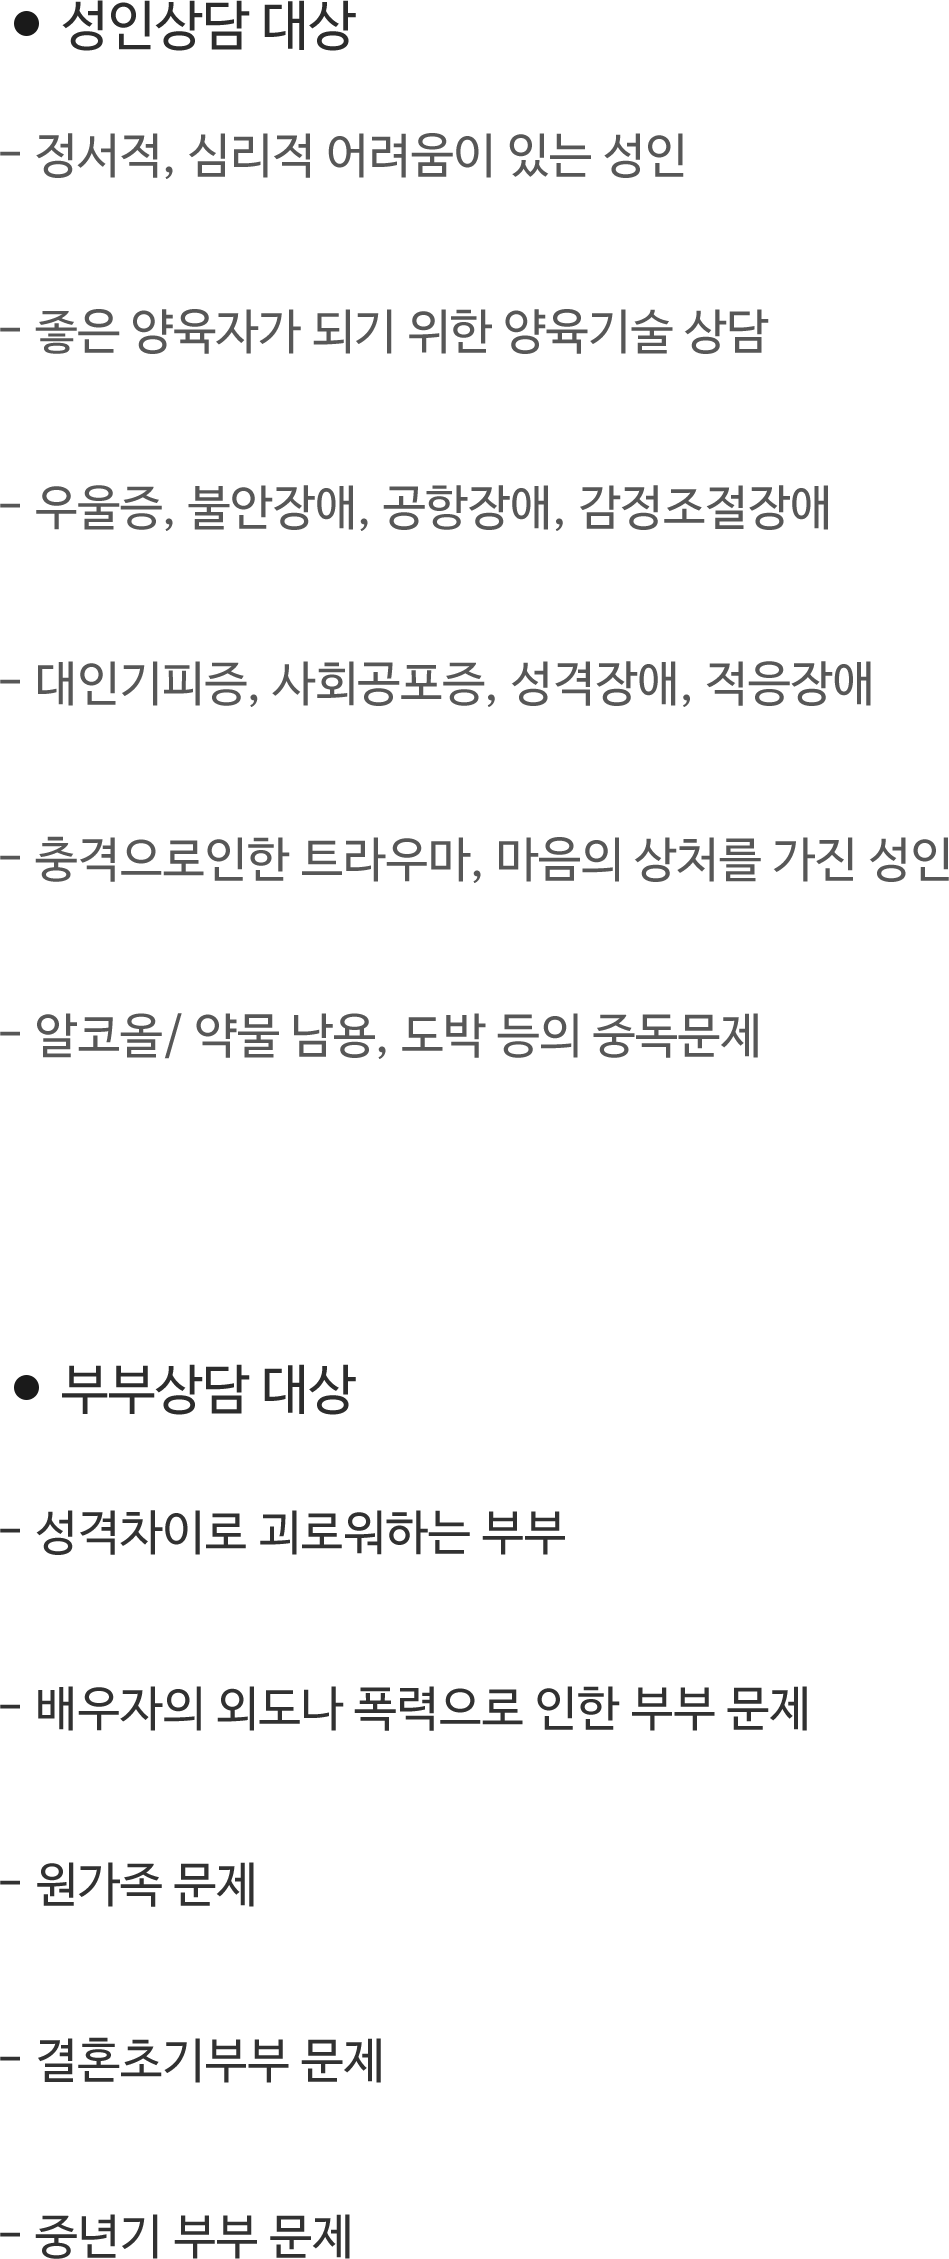 ● 성인상담 대상
- 정서적, 심리적 어려움이 있는 성인
- 좋은 양육자가 되기 위한 양육기술 상담
- 우울증, 불안장애, 공항장애, 감정조절장애
- 대인기피증, 사회공포증, 성격장애, 적응장애
- 충격으로인한 트라우마, 마음의 상처를 가진 성인
- 알코올/ 약물 남용, 도박 등의 중독문제
● 부부상담 대상
- 성격차이로 괴로워하는 부부
- 배우자의 외도나 폭력으로 인한 부부 문제
- 원가족 문제
- 결혼초기부부 문제
- 중년기 부부 문제